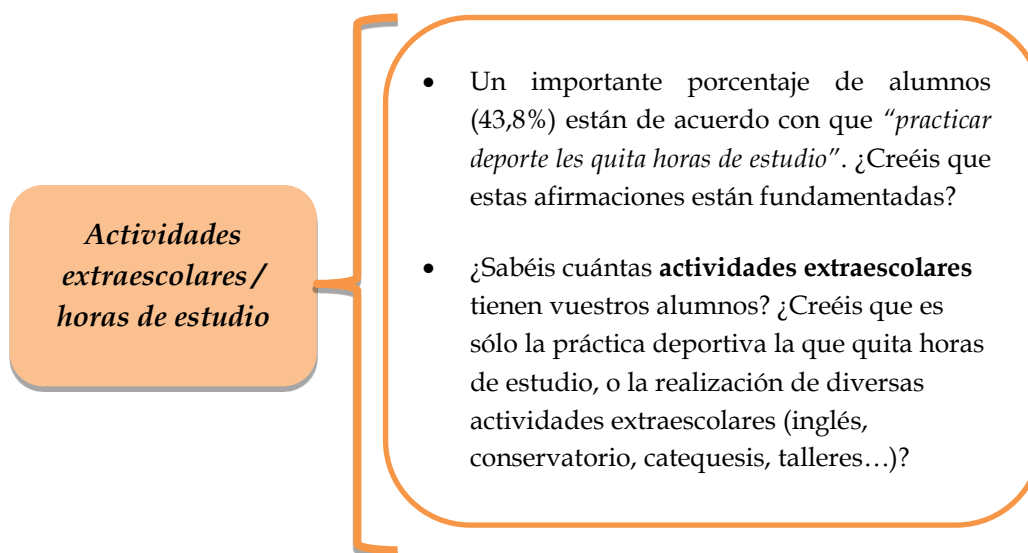 Actividades
extraescolares /
horas de estudio
• Un importante porcentaje de alumnos
(43,8%) están de acuerdo con que “practicar
deporte les quita horas de estudio”. ¿Creéis que
estas afirmaciones están fundamentadas?
• ¿Sabéis cuántas actividades extraescolares
tienen vuestros alumnos? ¿Creéis que es
sólo la práctica deportiva la que quita horas
de estudio, o la realización de diversas
actividades extraescolares (inglés,
conservatorio, catequesis, talleres…)?